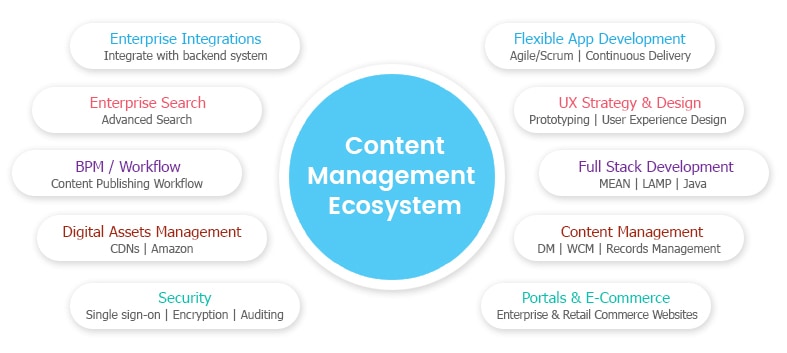 Enterprise Integrations
Integrate with backend system
Enterprise Search
Advanced Search
BPM / Workflow
Content Publishing Workflow
Digital Assets Management
CDNs | Amazon
Security
Single sign-on | Encryption | Auditing
Content
Management
Ecosystem
Flexible App Development
Agile/Scrum | Continuous Delivery
UX Strategy & Design
Prototyping | User Experience Design
Full Stack Development
MEAN | LAMP | Java
Content Management
DM | WCM | Records Management
Portals & E-Commerce
Enterprise & Retail Commerce Websites